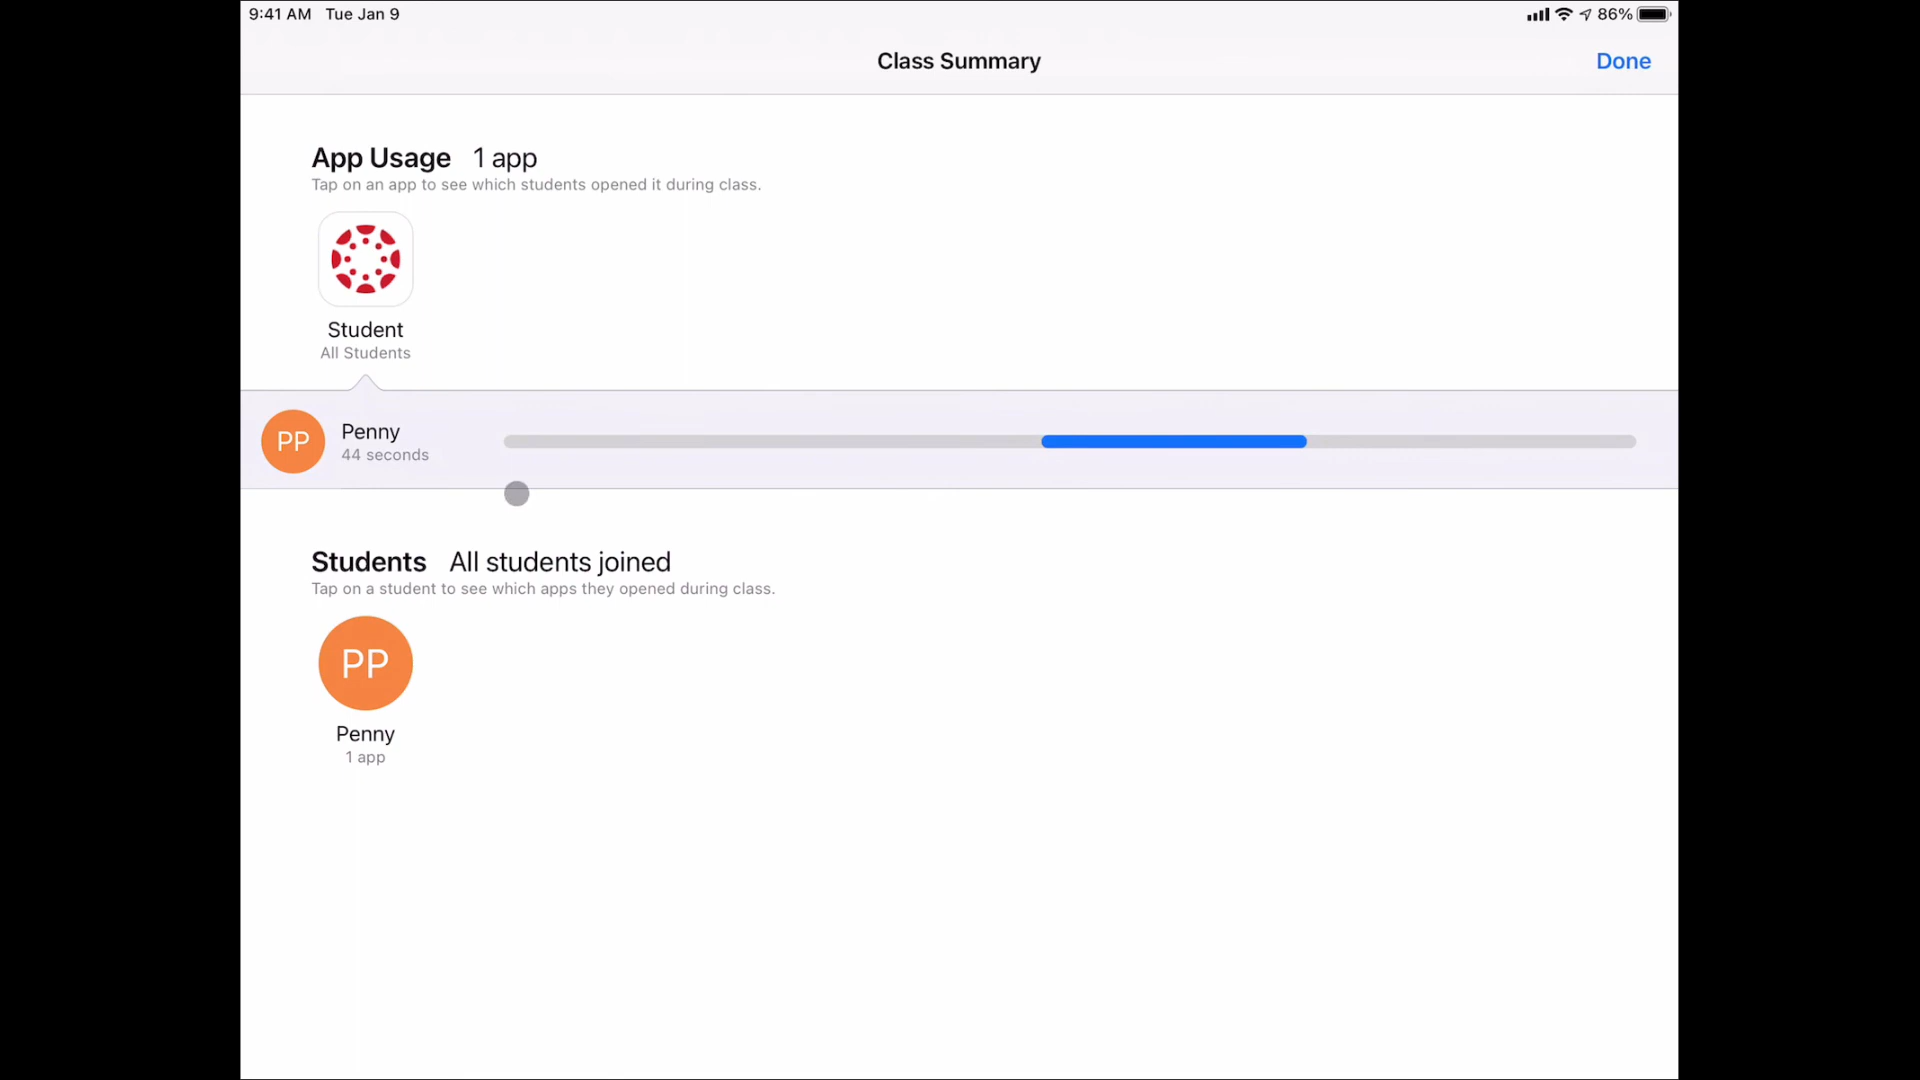 9:41 AM Tue Jan 9
86%
Class Summary
Done
App Usage 1 app
Tap on an app to see which students opened it during class.
Student
All Students
PP
Penny
44 seconds
Students All students joined
Tap on a student to see which apps they opened during class.
PP
Penny
1 app